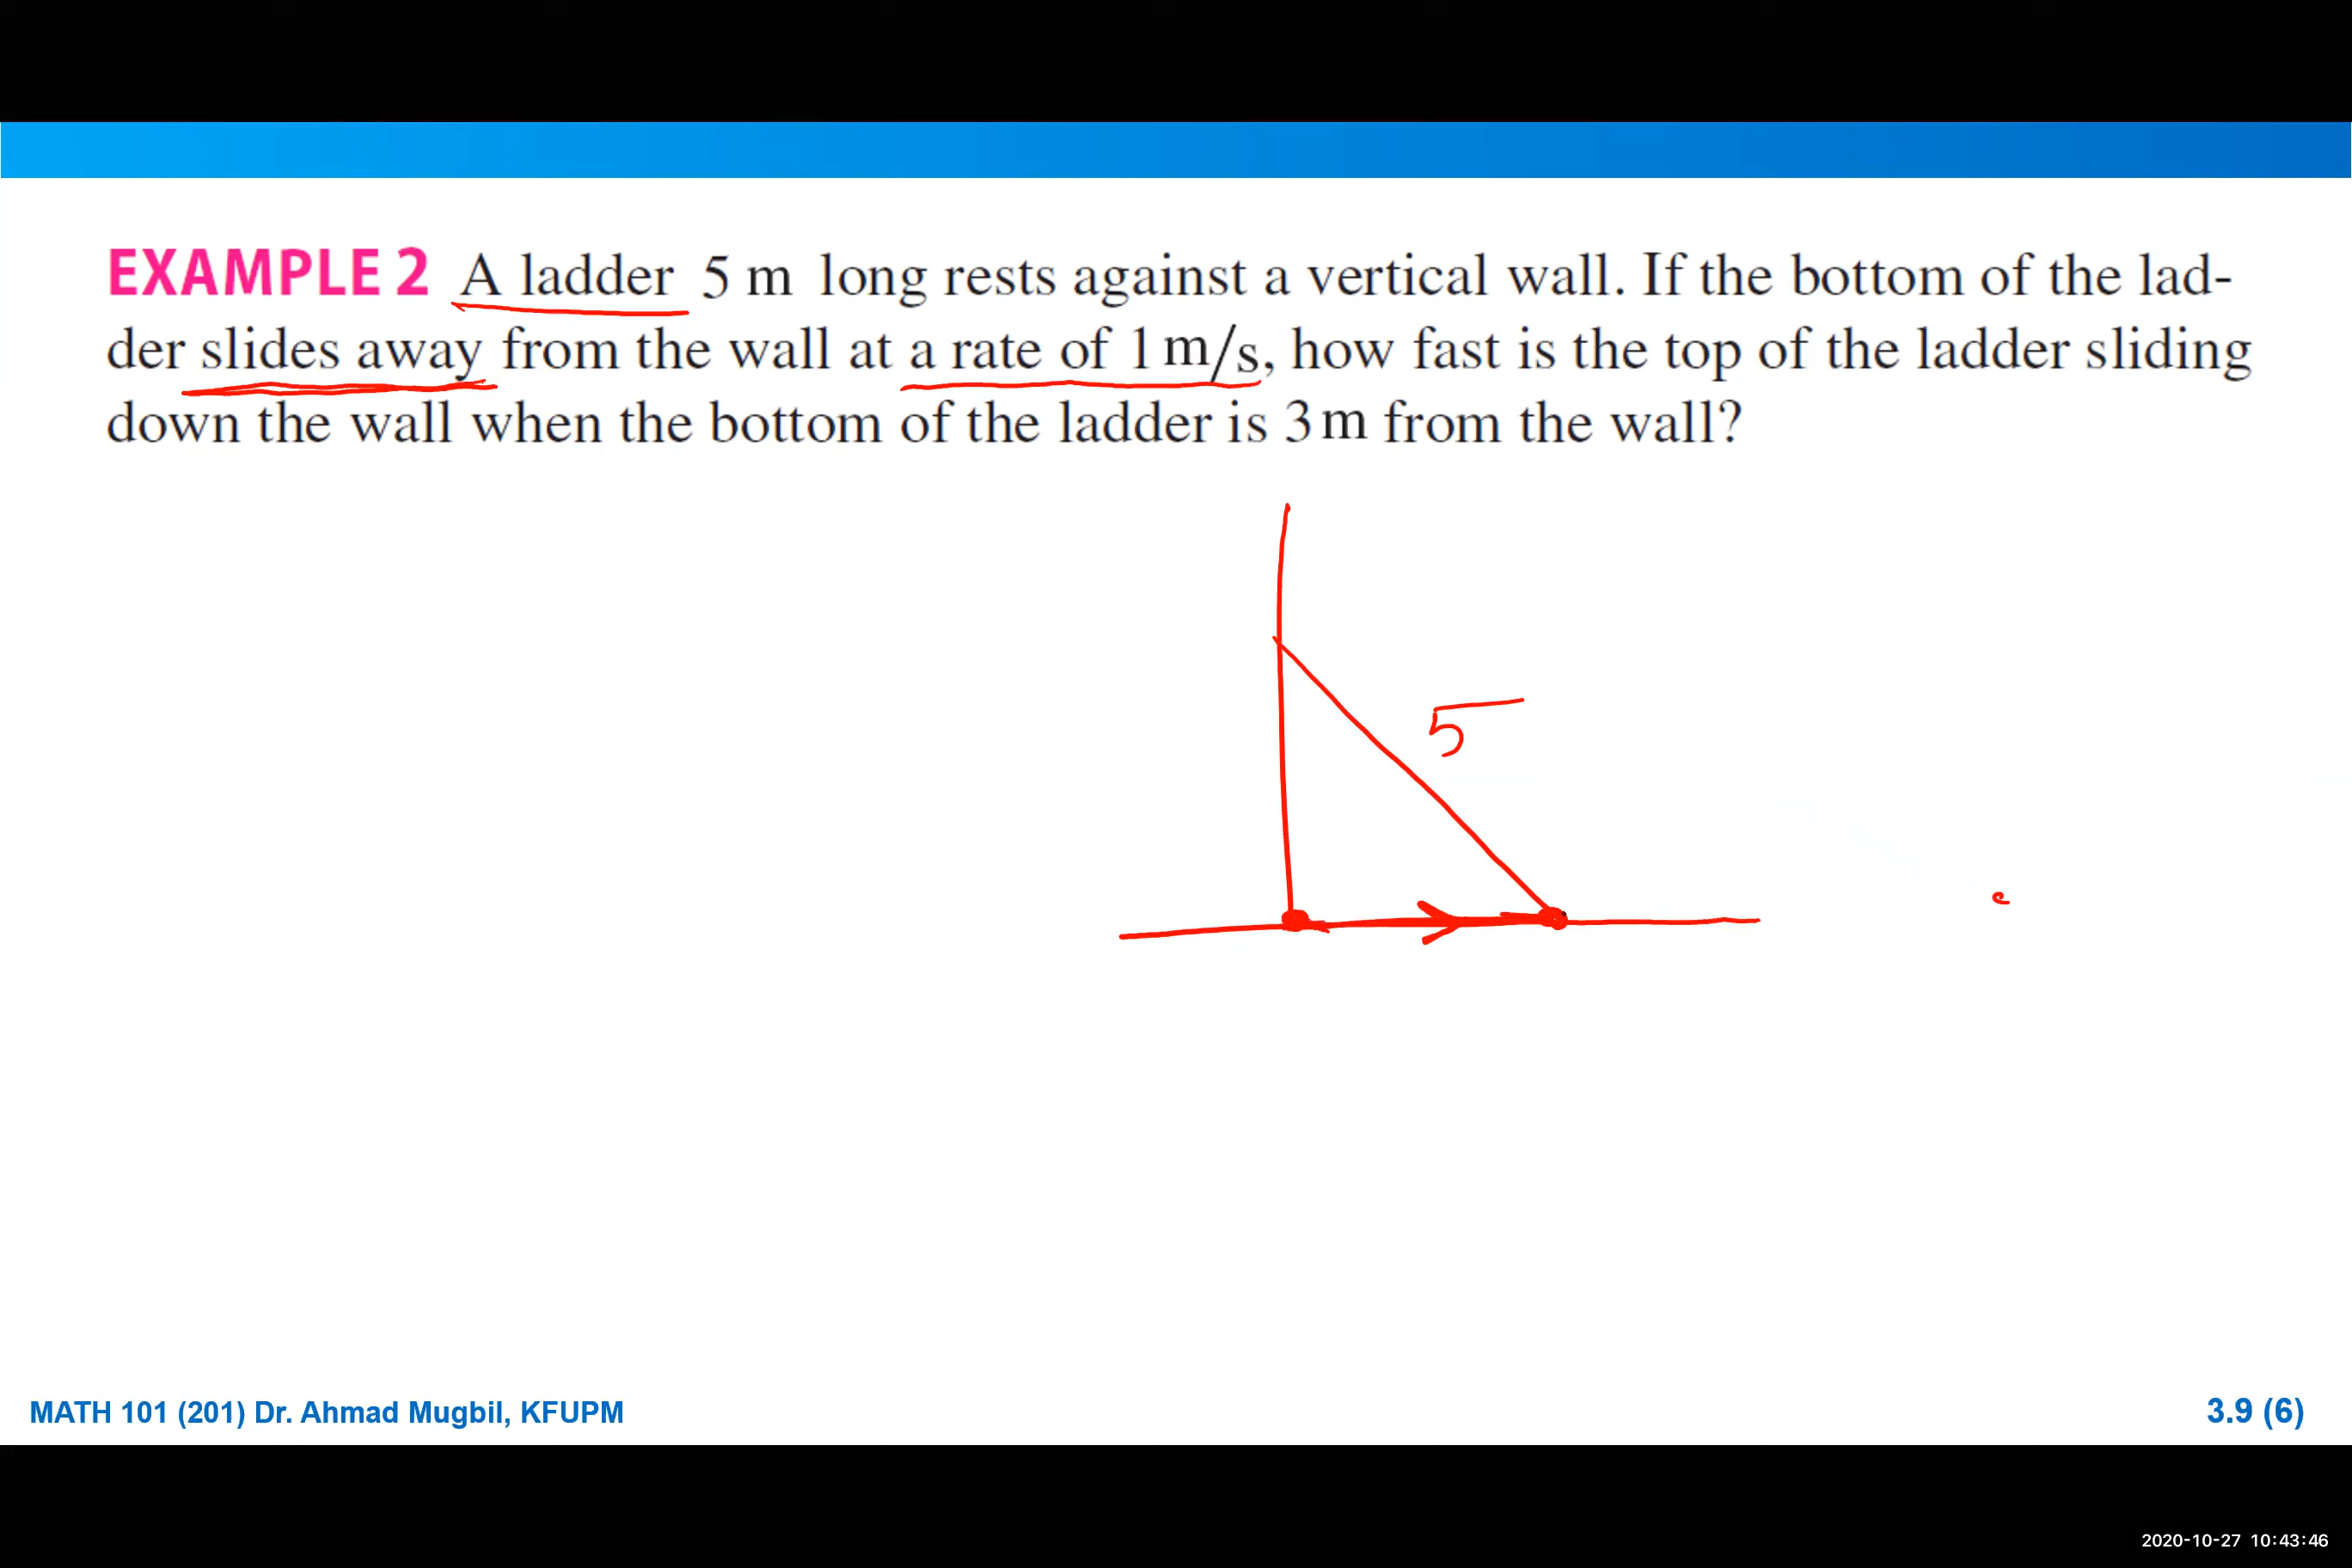 EXAMPLE 2 A ladder 5 m long rests against a vertical wall. If the bottom of the lad-
der slides away from the wall at a rate of 1 m/s, how fast is the top of the ladder sliding
down the wall when the bottom of the ladder is 3 m from the wall?
5
MATH 101 (201) Dr. Ahmad Mugbil, KFUPM
3.9 (6)
2020-10-27 10:43:46